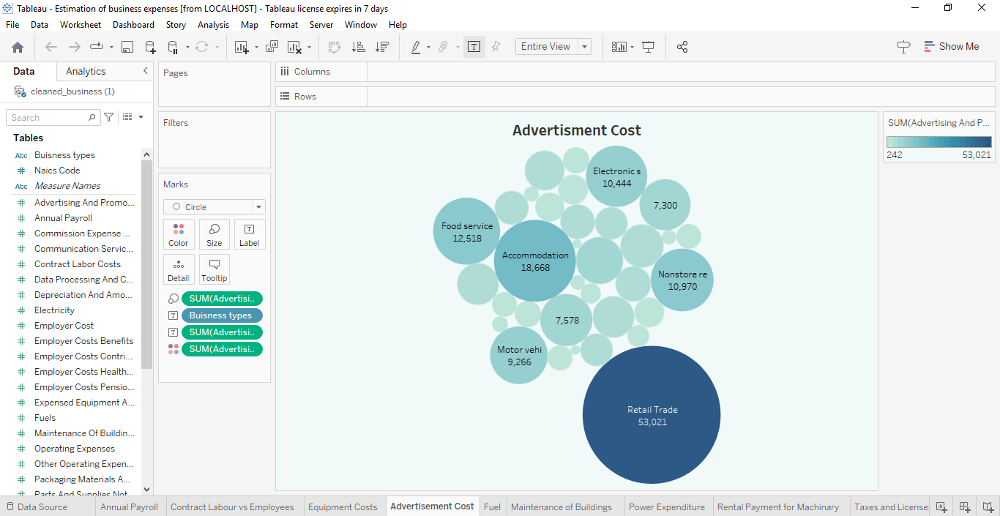 Tableau - Estimation of business expenses [from LOCALHOST] - Tableau license expires in 7 days
File Data Worksheet Dashboard Story Analysis Map Format Server Window Help
Entire View
Show Me
Data
Analytics
cleaned_business (1)
Search
Tables
Abc Buisness types
# Naics Code
Abc Measure Names
# Advertising And Promo...
# Annual Payroll
# Commission Expense ...
# Communication Servic...
# Contract Labor Costs
# Data Processing And C...
# Depreciation And Amo...
# Electricity
# Employer Cost
# Employer Costs Benefits
# Employer Costs Contri...
# Employer Costs Health...
# Employer Costs Pensio...
# Expensed Equipment A...
# Fuels
# Maintenance Of Buildin...
# Operating Expenses
# Other Operating Expen...
# Packaging Materials A...
# Parts And Supplies Not
Pages
Filters
Marks
Circle
Color
Size
T
Label
Detail
Tooltip
SUM(Advertisi..
T Buisness types
T SUM(Advertisi..
SUM(Advertisi..
Columns
Rows
Advertisment Cost
Electronic s
10,444
7,300
Food service
12,518
Accommodation
18,668
Nonstore re
10,970
7,578
Motor vehi
9,266
Retail Trade
53,021
SUM(Advertising And P...
242 53,021
Data Source
Annual Payroll
Contract Labour vs Employees
Equipment Costs
Advertisement Cost
Fuel
Maintenance of Buildings
Power Expenditure
Rental Payment for Machinary
Taxes and License